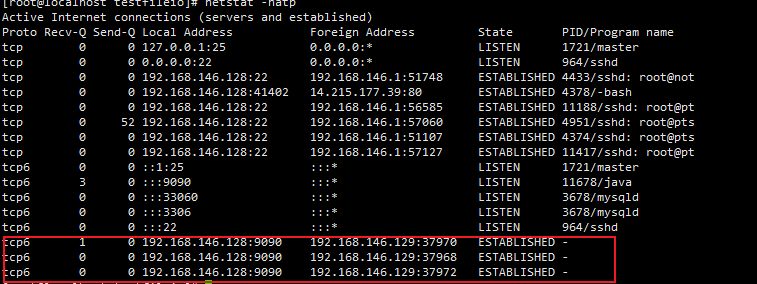 [root@localhost testfileio]# netstat -natp
Active Internet connections (servers and established)
Proto Recv-Q Send-Q Local Address           Foreign Address         State       PID/Program name
tcp        0      0 127.0.0.1:25            0.0.0.0:*               LISTEN      1721/master
tcp        0      0 0.0.0.0:22              0.0.0.0:*               LISTEN      964/sshd
tcp        0      0 192.168.146.128:22      192.168.146.1:51748     ESTABLISHED 4433/sshd: root@not
tcp        0      0 192.168.146.128:41402   14.215.177.39:80        ESTABLISHED 4378/-bash
tcp        0      0 192.168.146.128:22      192.168.146.1:56585     ESTABLISHED 11188/sshd: root@pt
tcp        0     52 192.168.146.128:22      192.168.146.1:57060     ESTABLISHED 4951/sshd: root@pts
tcp        0      0 192.168.146.128:22      192.168.146.1:51107     ESTABLISHED 4374/sshd: root@pts
tcp        0      0 192.168.146.128:22      192.168.146.1:57127     ESTABLISHED 11417/sshd: root@pt
tcp6       0      0 ::1:25                  :::*                    LISTEN      1721/master
tcp6       3      0 :::9090                 :::*                    LISTEN      11678/java
tcp6       0      0 :::33060                :::*                    LISTEN      3678/mysqld
tcp6       0      0 :::3306                 :::*                    LISTEN      3678/mysqld
tcp6       0      0 :::22                   :::*                    LISTEN      964/sshd
tcp6       1      0 192.168.146.128:9090    192.168.146.129:37970   ESTABLISHED -
tcp6       0      0 192.168.146.128:9090    192.168.146.129:37968   ESTABLISHED -
tcp6       0      0 192.168.146.128:9090    192.168.146.129:37972   ESTABLISHED -